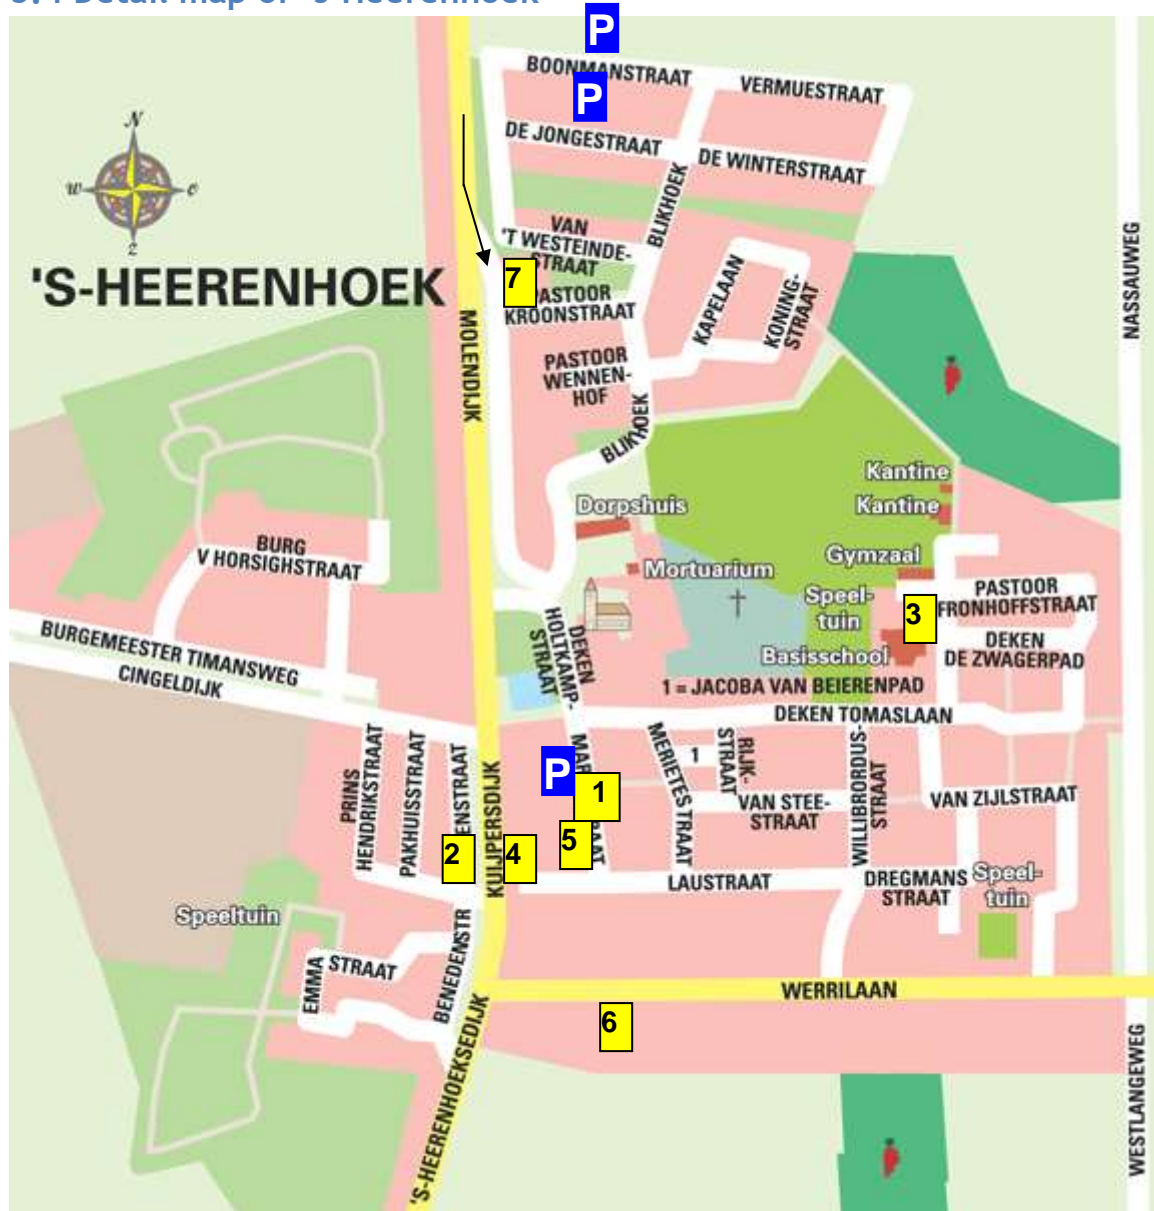 P
BOONMANSTRAAT
VERMUESTRAAT
P
DE JONGESTRAAT
DE WINTERSTRAAT
N
W
O
Z
'S-HEERENHOEK
VAN
'T WESTEINDE-
STRAAT
7
PASTOOR
KROONSTRAAT
BLIKHOEK
KAPELAAN
KONING-
STRAAT
NASSAUWEG
MOLENDIJK
PASTOOR
WENNEN-
HOF
BLIKHOEK
Kantine
Kantine
Dorpshuis
Gymzaal
Mortuarium
BURG
V HORSIGHSTRAAT
Speel-
tuin
3
PASTOOR
FRONHOFFSTRAAT
DEKEN
DE ZWAGERPAD
Basisschool
1 = JACOBA VAN BEIERENPAD
BURGEMEESTER TIMANSWEG
CINGELDIJK
DEKEN
HOLTKAMP-
STRAAT
DEKEN TOMASLAAN
PRINS
HENDRIKSTRAAT
PAKHUISSTRAAT
ENSTRAAT
KUIJPERSDIJK
P
1
MERIETESTRAAT
1
RIJK-
STRAAT
VAN STEE-
STRAAT
WILLIBRORDUS-
STRAAT
VAN ZIJLSTRAAT
2
4
5
LAUSTRAAT
DREGMANS
STRAAT
Speel-
tuin
Speeltuin
EMMA
STRAAT
BENEDENSTR
WERRILAAN
6
'S-HEERENHOEKSEDIJK
WESTLANGEWEG